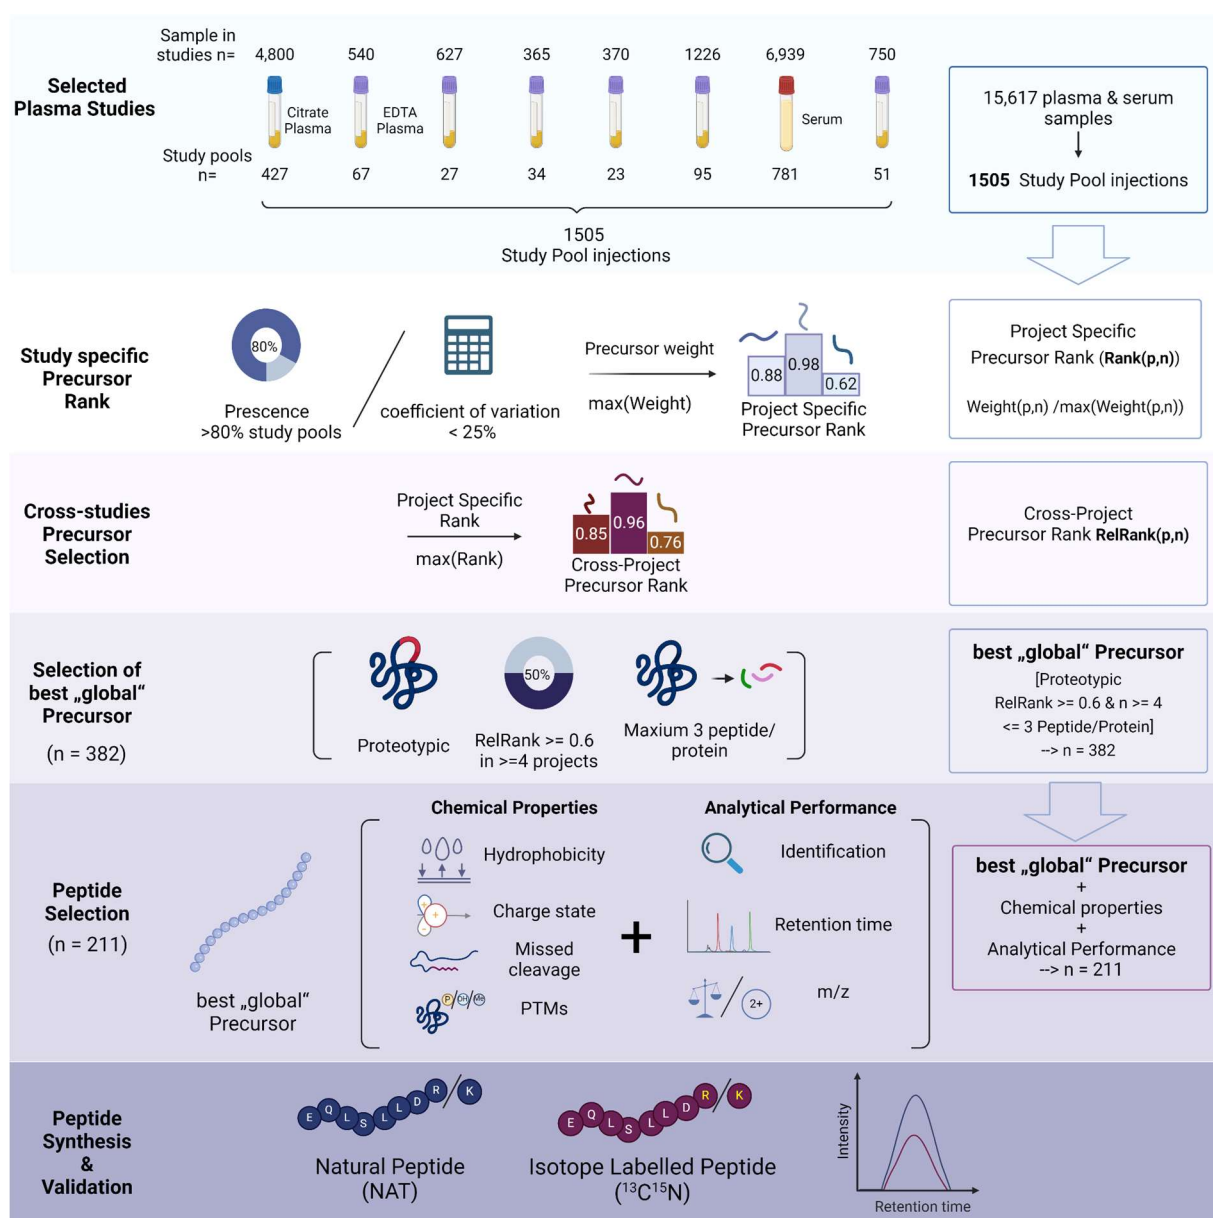 Selected
Plasma Studies
Sample in
studies n=
4,800 540 627 365 370 1226 6,939 750
Citrate
Plasma
EDTA
Plasma
Serum
Study pools
n=
427 67 27 34 23 95 781 51
1505
Study Pool injections
15,617 plasma & serum
samples
1505 Study Pool injections
Study specific
Precursor
Rank
80%
Prescence
>80% study pools
coefficient of variation
< 25%
Precursor weight
max(Weight)
0.88 0.98 0.62
Project Specific
Precursor Rank
Project Specific
Precursor Rank (Rank(p,n))
Weight(p,n) /max(Weight(p,n))
Cross-studies
Precursor
Selection
Project Specific
Rank
max(Rank)
0.85 0.96 0.76
Cross-Project
Precursor Rank
Cross-Project
Precursor Rank RelRank(p,n)
Selection of
best „global“
Precursor
(n = 382)
Proteotypic
50%
RelRank >= 0.6
in >=4 projects
Maxium 3 peptide/
protein
best „global“ Precursor
[Proteotypic
RelRank >= 0.6 & n >= 4
<= 3 Peptide/Protein]
--> n = 382
Peptide
Selection
(n = 211)
best „global“
Precursor
Chemical Properties
Hydrophobicity
+
-
+
Charge state
Missed
cleavage
P/OH/Me
PTMs
+
Analytical Performance
Identification
Retention time
2+
m/z
best „global“ Precursor
+
Chemical properties
+
Analytical Performance
--> n = 211
Peptide
Synthesis
&
Validation
E Q L S L L D R / K
Natural Peptide
(NAT)
E Q L S L L D R / K
Isotope Labelled Peptide
(¹³C¹⁵N)
Intensity
Retention time